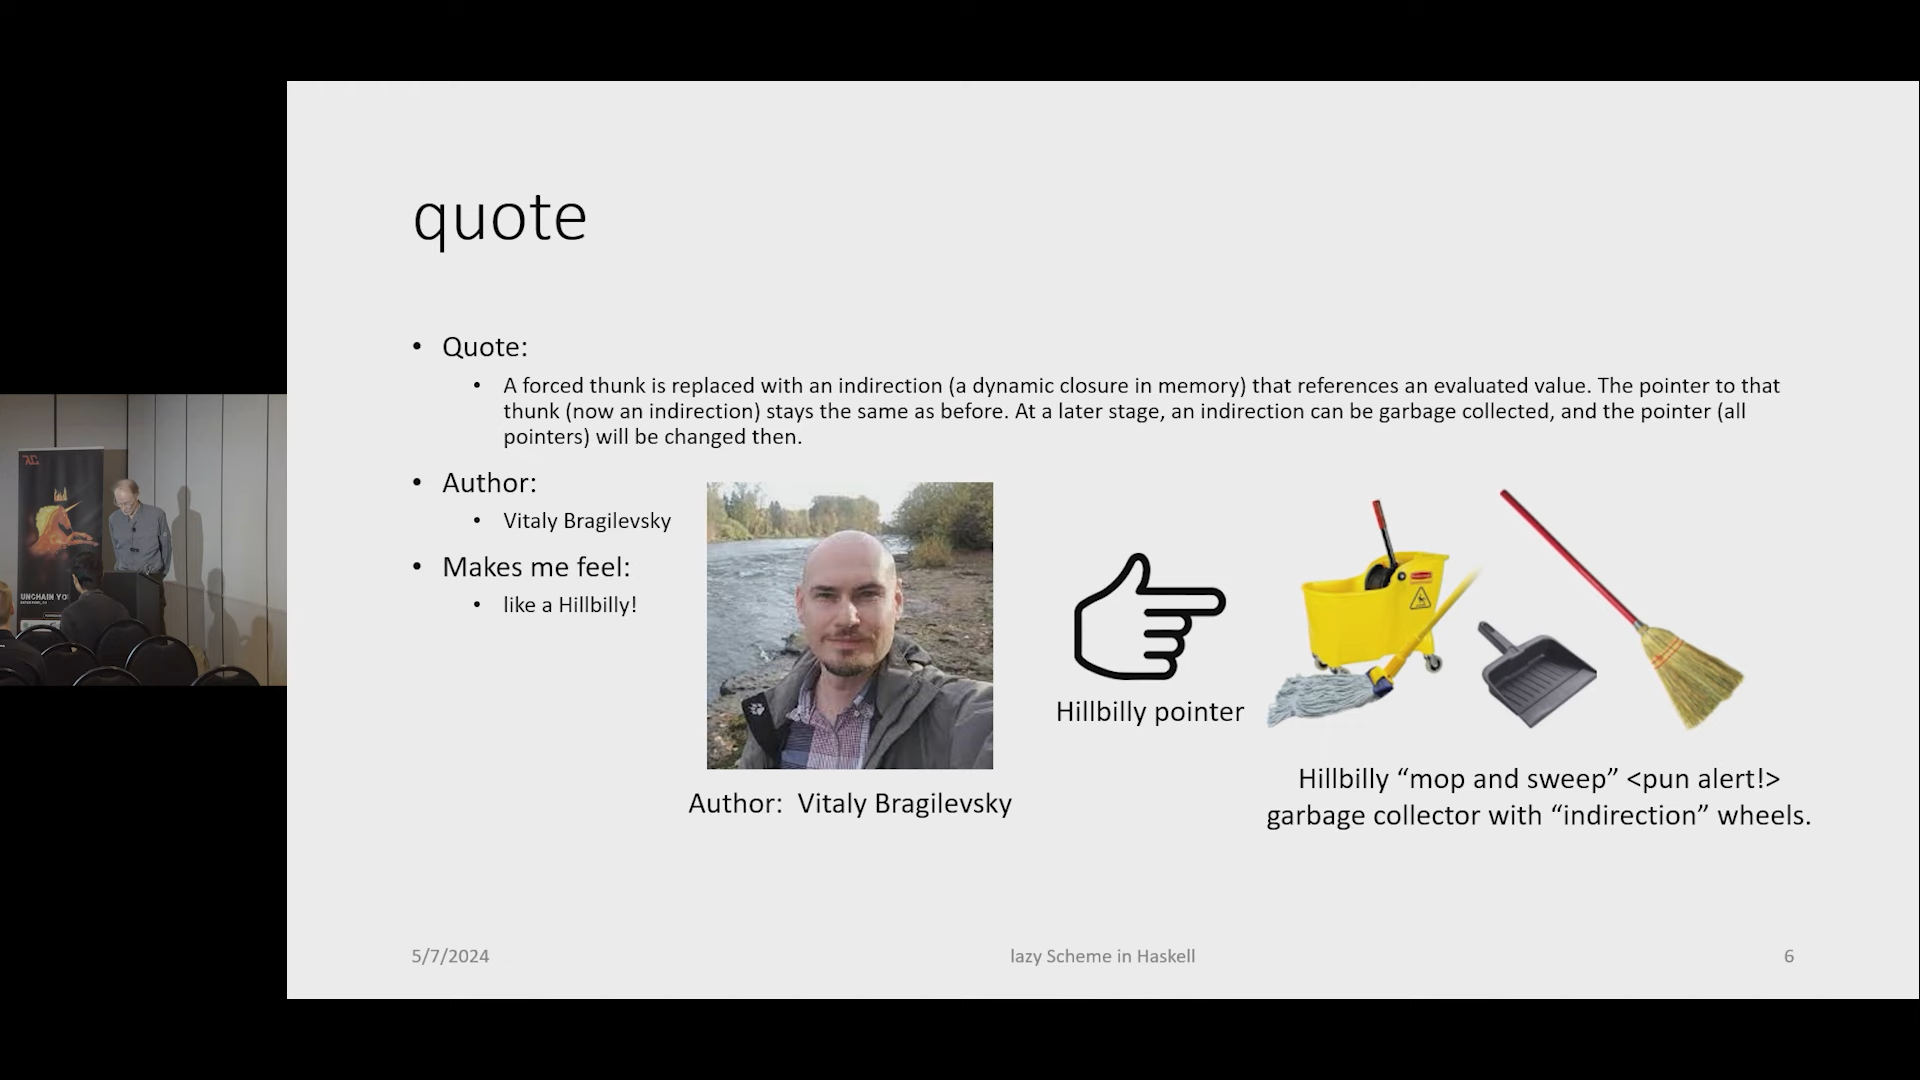 quote
• Quote:
• A forced thunk is replaced with an indirection (a dynamic closure in memory) that references an evaluated value. The pointer to that
thunk (now an indirection) stays the same as before. At a later stage, an indirection can be garbage collected, and the pointer (all
pointers) will be changed then.
• Author:
• Vitaly Bragilevsky
• Makes me feel:
• like a Hillbilly!
Author: Vitaly Bragilevsky
Hillbilly pointer
Hillbilly “mop and sweep” <pun alert!>
garbage collector with “indirection” wheels.
5/7/2024
lazy Scheme in Haskell
6
UNCHAIN YO